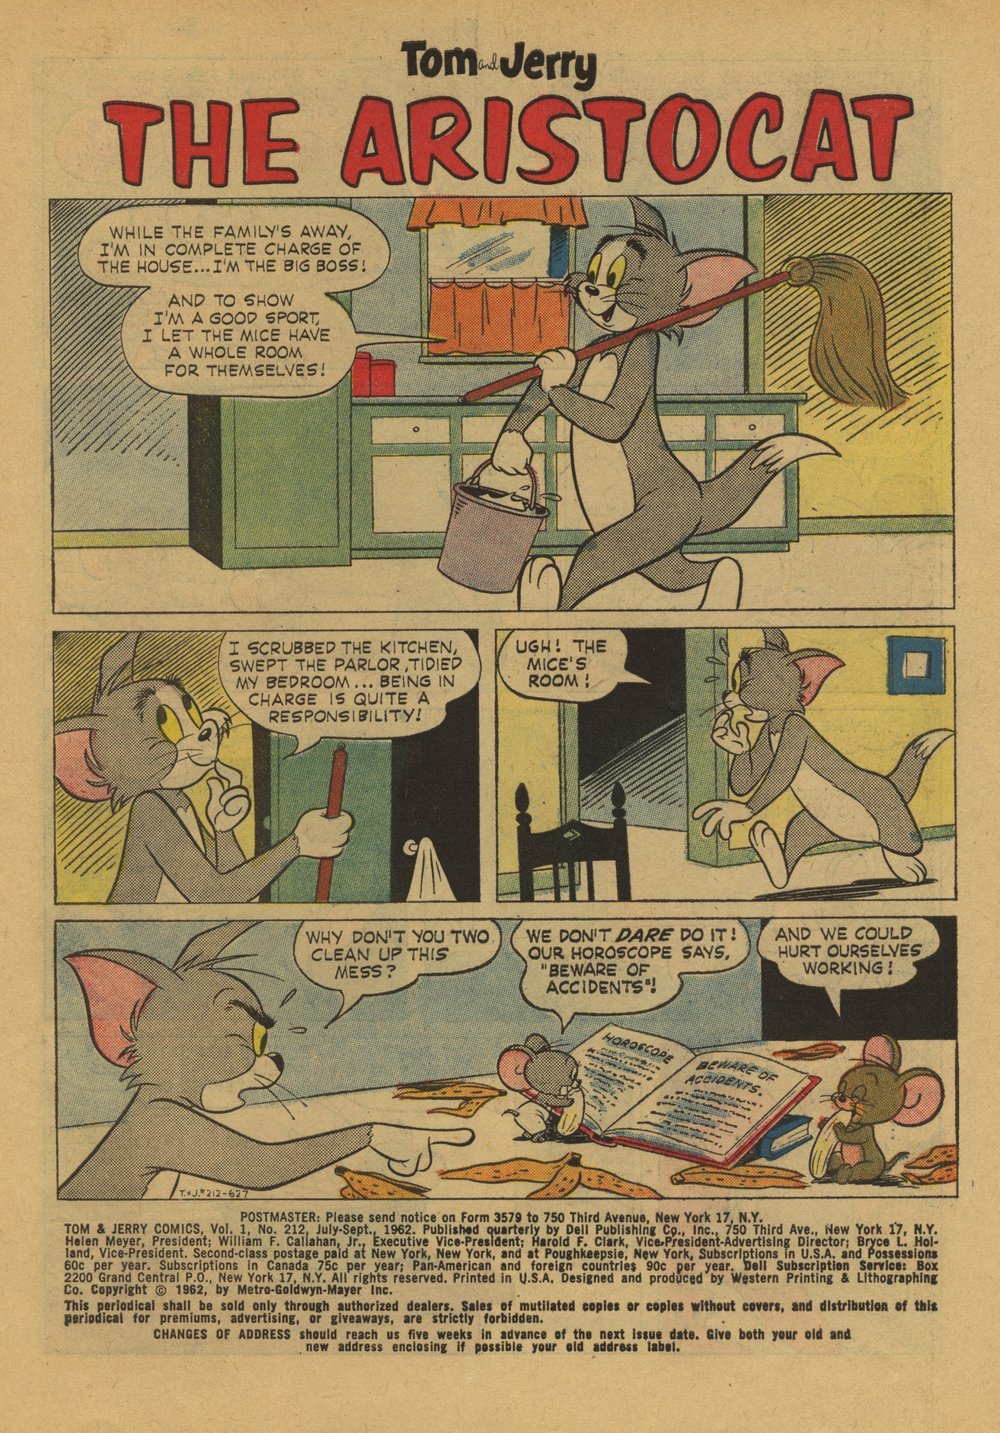 Tom and Jerry
THE ARISTOCAT
WHILE THE FAMILY'S AWAY,
I'M IN COMPLETE CHARGE OF
THE HOUSE...I'M THE BIG BOSS!
AND TO SHOW
I'M A GOOD SPORT,
I LET THE MICE HAVE
A WHOLE ROOM
FOR THEMSELVES!
I SCRUBBED THE KITCHEN,
SWEPT THE PARLOR, TIDIED
MY BEDROOM... BEING IN
CHARGE IS QUITE A
RESPONSIBILITY!
UGH! THE
MICE'S
ROOM!
WHY DON'T YOU TWO
CLEAN UP THIS
MESS?
WE DON'T DARE DO IT!
OUR HOROSCOPE SAYS,
"BEWARE OF
ACCIDENTS"!
AND WE COULD
HURT OURSELVES
WORKING!
HOROSCOPE
BEWARE OF
ACCIDENTS.
T.&J.#212-627
POSTMASTER: Please send notice on Form 3579 to 750 Third Avenue, New York 17, N.Y.
TOM & JERRY COMICS, Vol. 1, No. 212, July-Sept., 1962. Published quarterly by Dell Publishing Co., Inc., 750 Third Ave., New York 17, N.Y.
Helen Meyer, President; William F. Callahan, Jr., Executive Vice-President; Harold F. Clark, Vice-President-Advertising Director; Bryce L. Hol-
land, Vice-President. Second-class postage paid at New York, New York, and at Poughkeepsie, New York, Subscriptions in U.S.A. and Possessions
60c per year. Subscriptions in Canada 75c per year; Pan-American and foreign countries 90c per year. Dell Subscription Service: Box
2200 Grand Central P.O., New York 17, N.Y. All rights reserved. Printed in U.S.A. Designed and produced by Western Printing & Lithographing
Co. Copyright © 1962, by Metro-Goldwyn-Mayer Inc.
This periodical shall be sold only through authorized dealers. Sales of mutilated copies or copies without covers, and distribution of this
periodical for premiums, advertising, or giveaways, are strictly forbidden.
CHANGES OF ADDRESS should reach us five weeks in advance of the next issue date. Give both your old and
new address enclosing if possible your old address label.